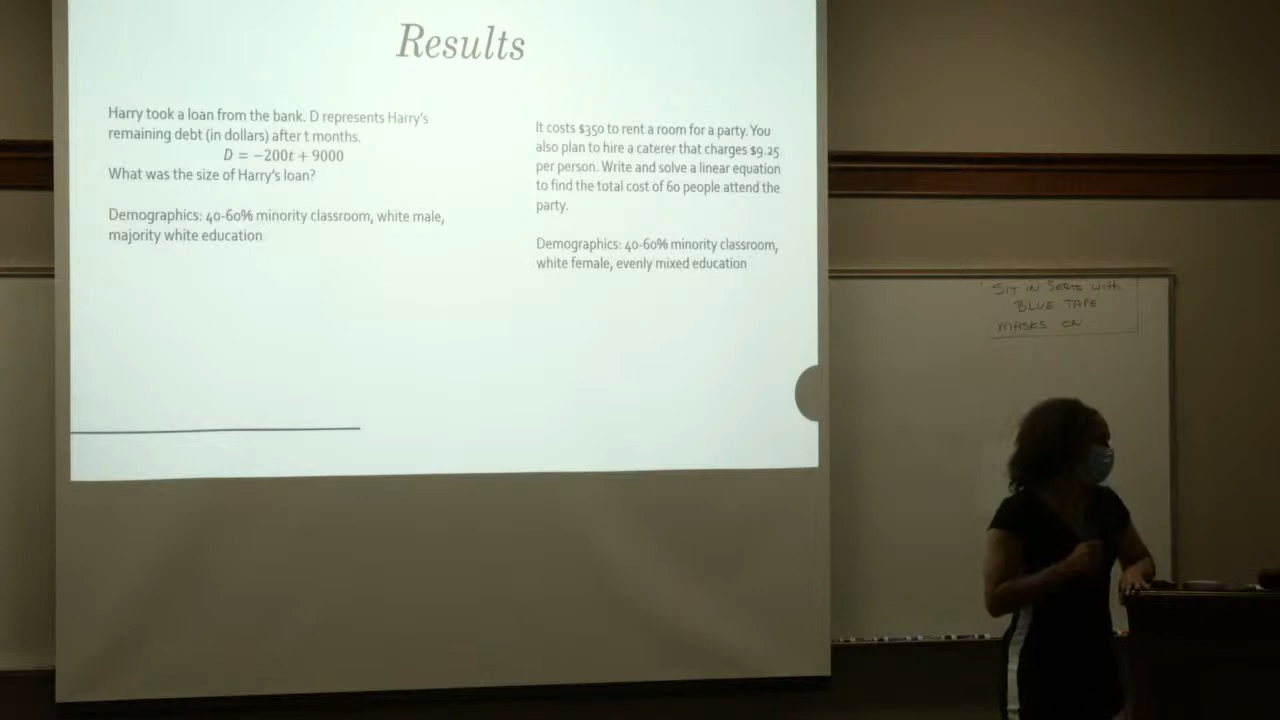 Results
Harry took a loan from the bank. D represents Harry's
remaining debt (in dollars) after t months.
D = −200t + 9000
What was the size of Harry's loan?
Demographics: 40-60% minority classroom, white male,
majority white education
It costs $350 to rent a room for a party. You
also plan to hire a caterer that charges $9.25
per person. Write and solve a linear equation
to find the total cost of 60 people attend the
party.
Demographics: 40-60% minority classroom,
white female, evenly mixed education
SIT IN SEATS WITH
BLUE TAPE
MASKS ON